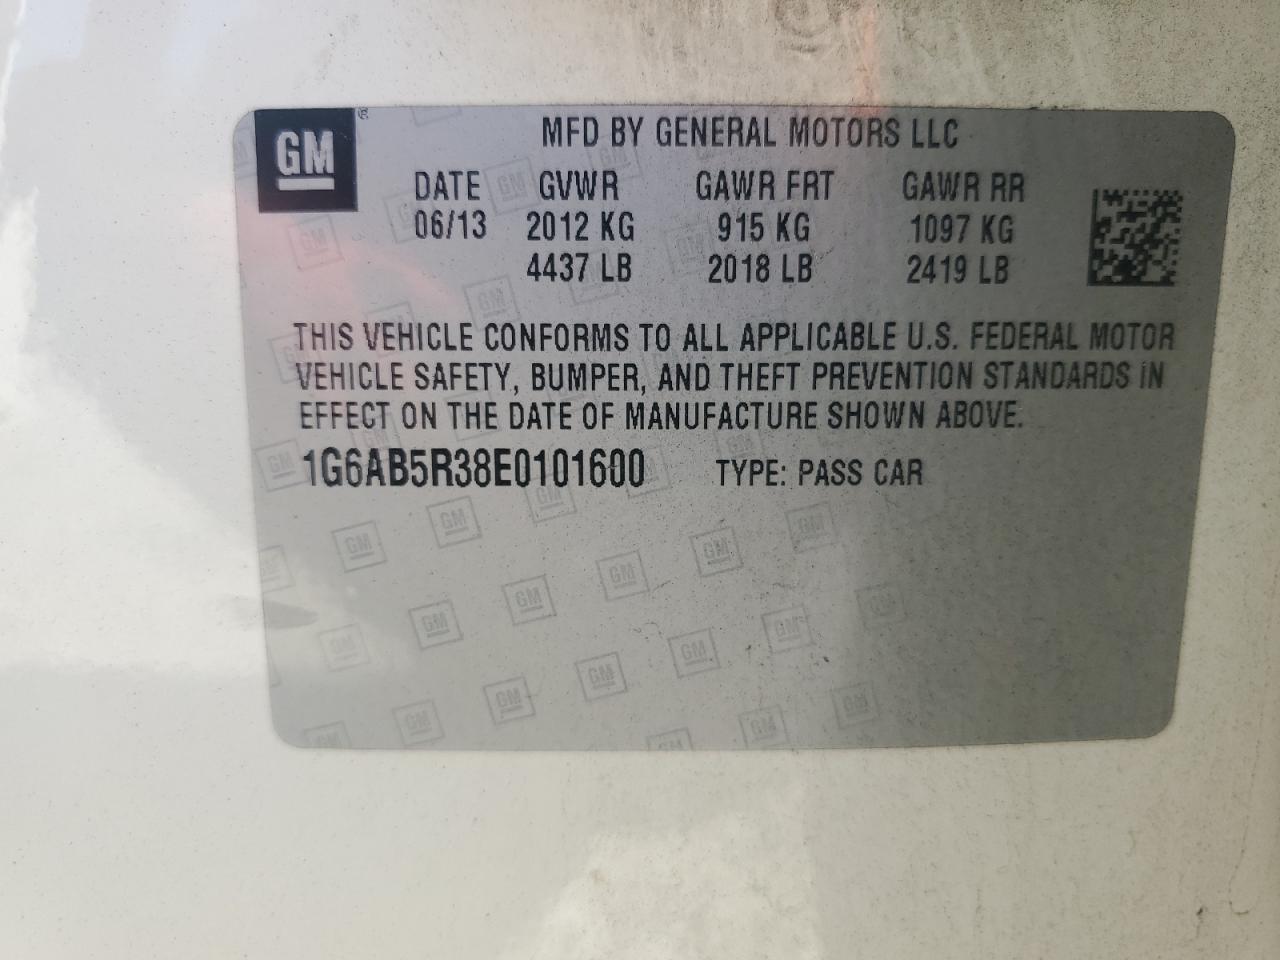 GM ®
MFD BY GENERAL MOTORS LLC
DATE GVWR GAWR FRT GAWR RR
06/13 2012 KG 915 KG 1097 KG
4437 LB 2018 LB 2419 LB
THIS VEHICLE CONFORMS TO ALL APPLICABLE U.S. FEDERAL MOTOR
VEHICLE SAFETY, BUMPER, AND THEFT PREVENTION STANDARDS IN
EFFECT ON THE DATE OF MANUFACTURE SHOWN ABOVE.
1G6AB5R38E0101600 TYPE: PASS CAR